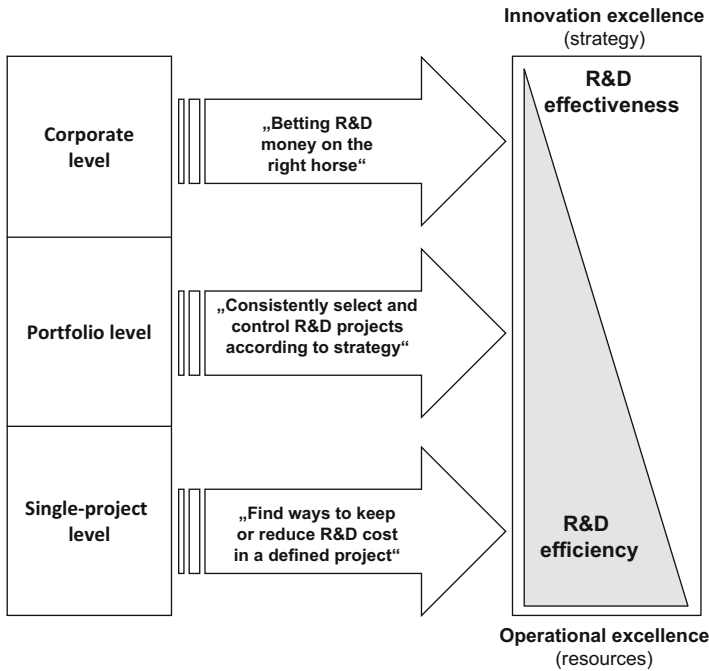 Innovation excellence
(strategy)
Corporate
level
„Betting R&D
money on the
right horse“
R&D
effectiveness
Portfolio level
„Consistently select and
control R&D projects
according to strategy“
Single-project
level
„Find ways to keep
or reduce R&D cost
in a defined project“
R&D
efficiency
Operational excellence
(resources)